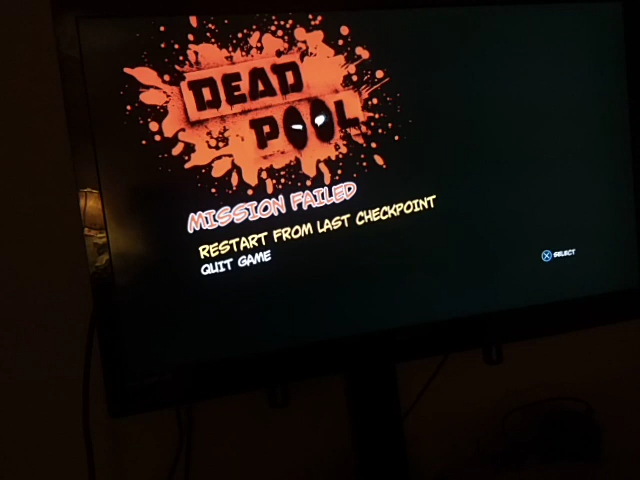 DEAD
POOL
MISSION FAILED
RESTART FROM LAST CHECKPOINT
QUIT GAME
SELECT